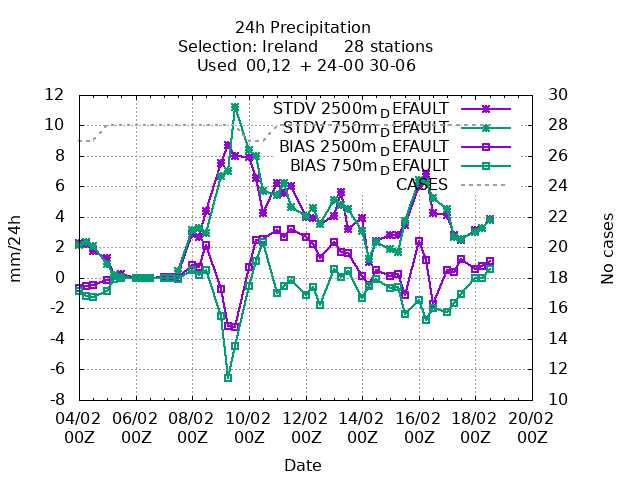 24h Precipitation
Selection: Ireland 28 stations
Used 00,12 + 24-00 30-06
STDV 2500m_DEFAULT
STDV 750m_DEFAULT
BIAS 2500m_DEFAULT
BIAS 750m_DEFAULT
CASES
12
10
8
6
4
2
0
-2
-4
-6
-8
mm/24h
30
28
26
24
22
20
18
16
14
12
10
No cases
04/02 06/02 08/02 10/02 12/02 14/02 16/02 18/02 20/02
00Z 00Z 00Z 00Z 00Z 00Z 00Z 00Z 00Z
Date